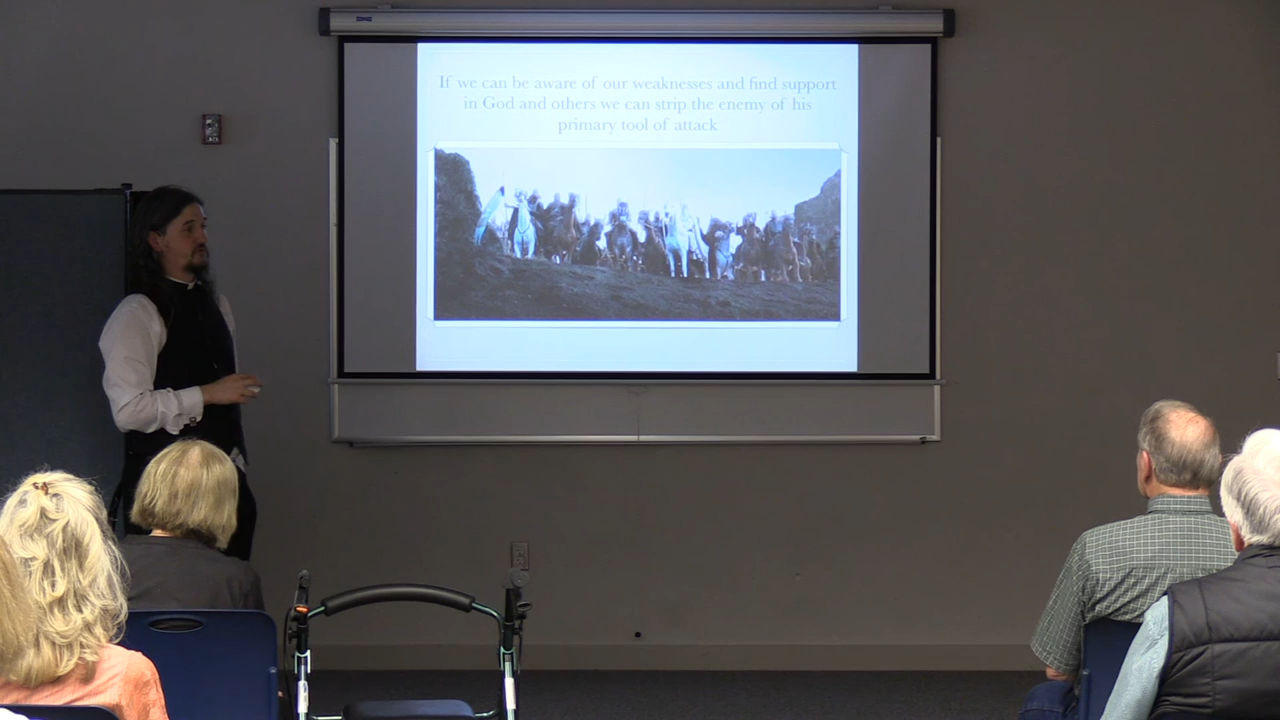 If we can be aware of our weaknesses and find support
in God and others we can strip the enemy of his
primary tool of attack